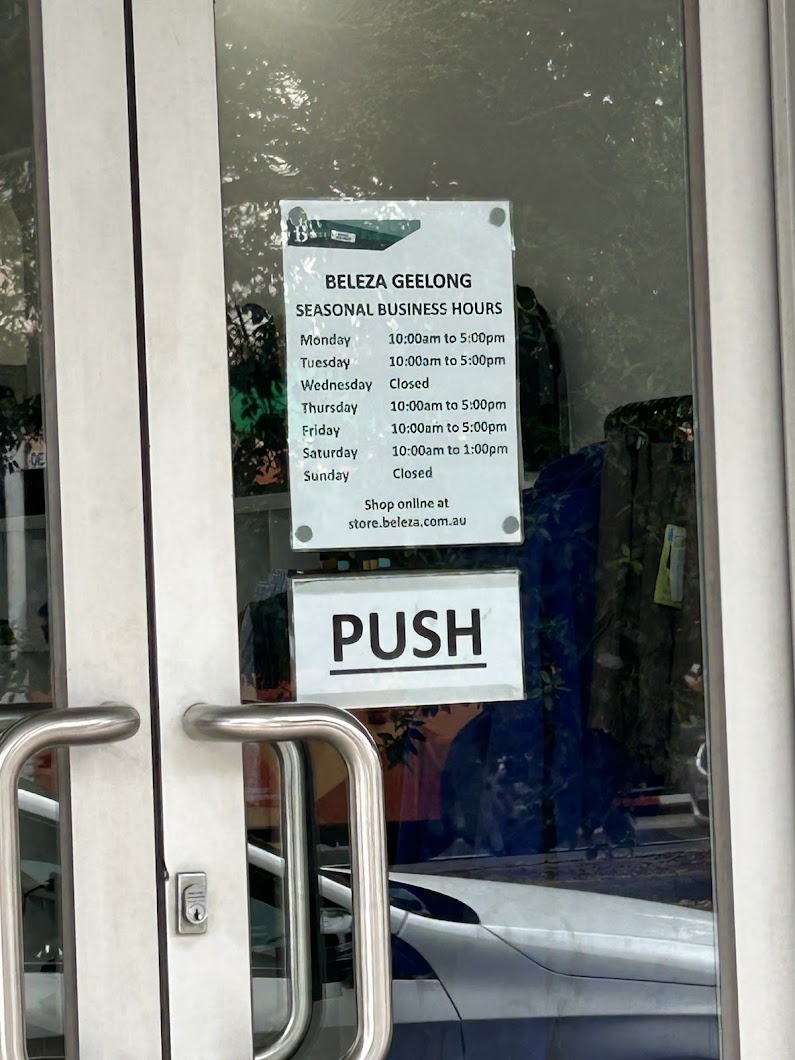 BELEZA GEELONG
SEASONAL BUSINESS HOURS
Monday 10:00am to 5:00pm
Tuesday 10:00am to 5:00pm
Wednesday Closed
Thursday 10:00am to 5:00pm
Friday 10:00am to 5:00pm
Saturday 10:00am to 1:00pm
Sunday Closed
Shop online at
store.beleza.com.au
PUSH